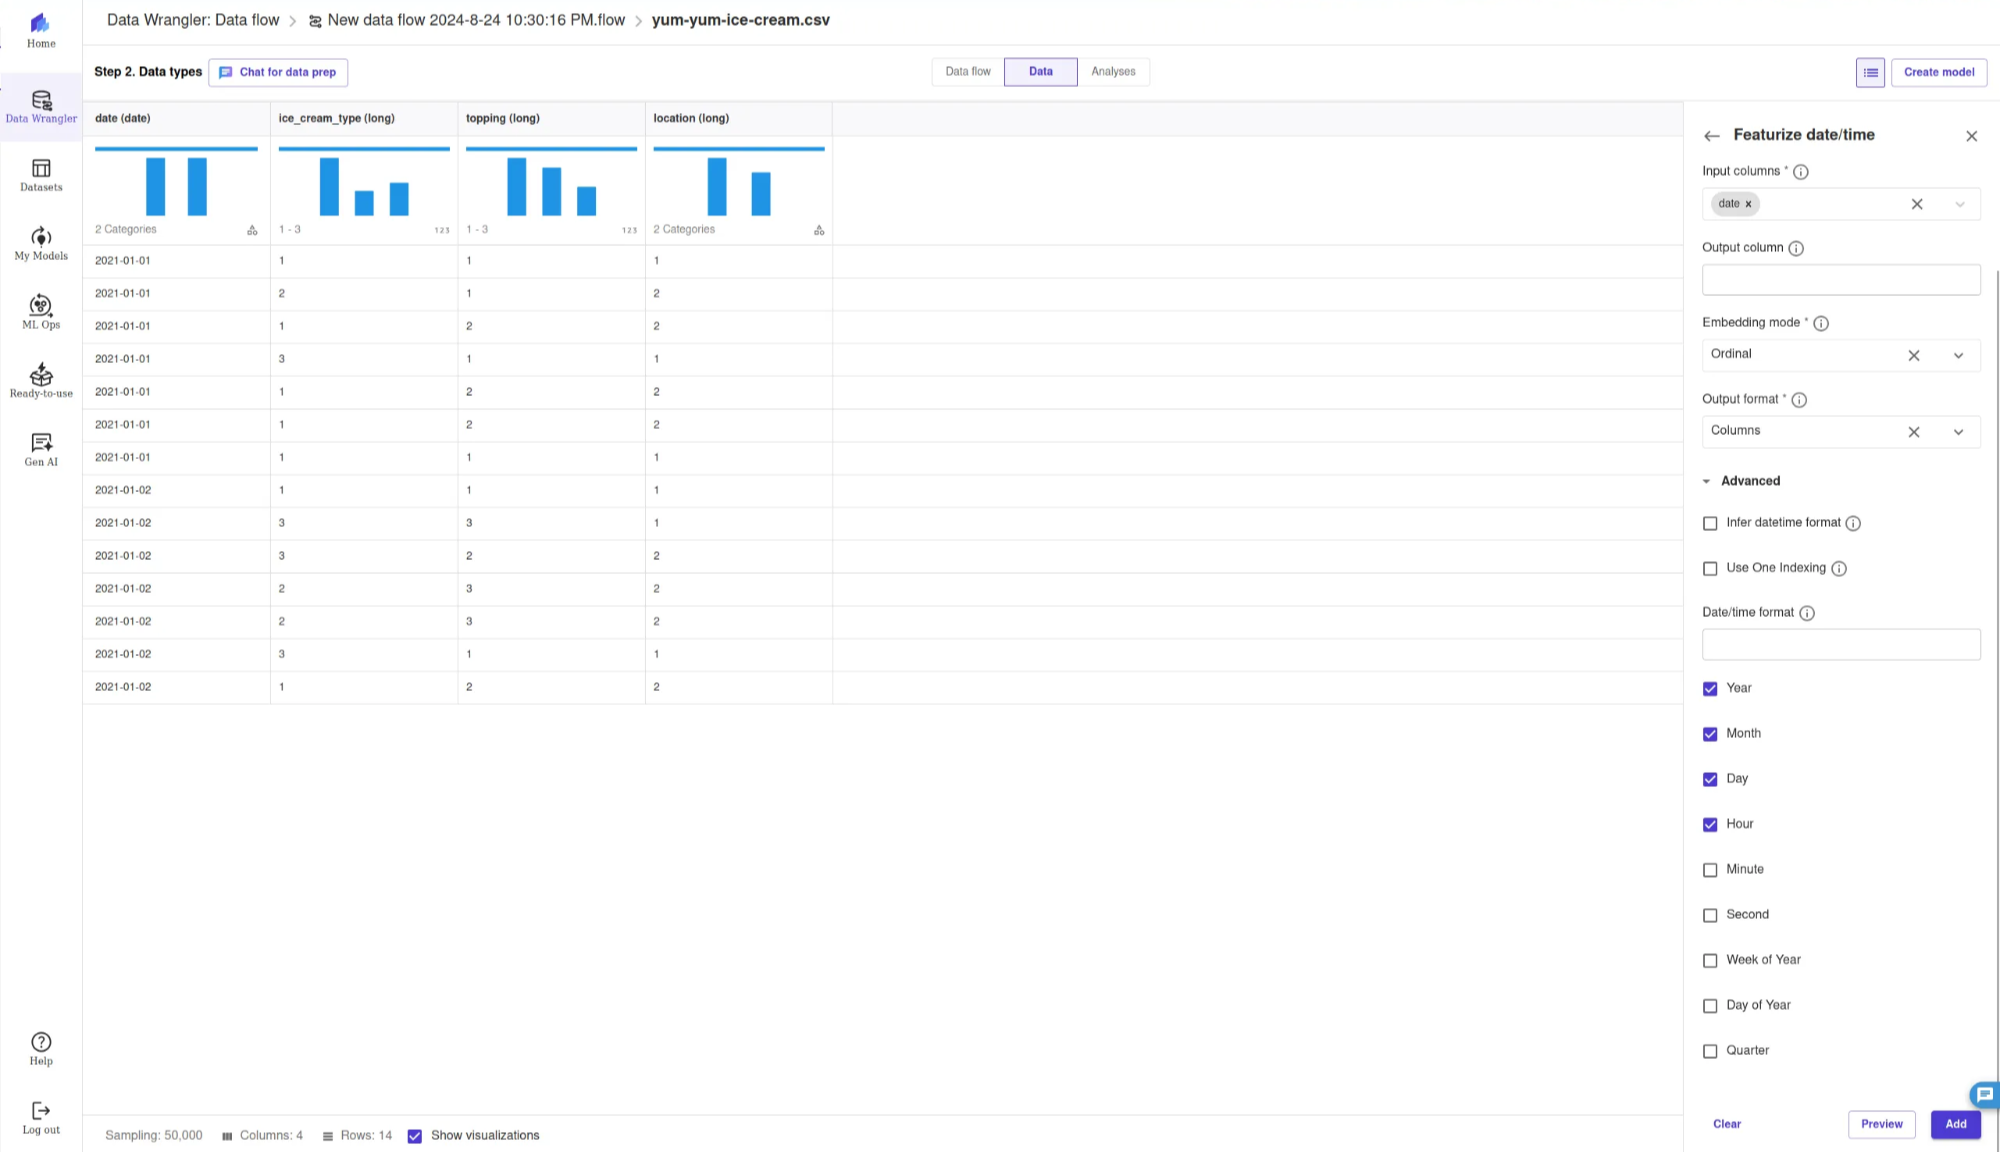 Data Wrangler: Data flow > New data flow 2024-8-24 10:30:16 PM.flow > yum-yum-ice-cream.csv
Home
Data Wrangler
Datasets
My Models
ML Ops
Ready-to-use
Gen AI
Help
Log out
Step 2. Data types Chat for data prep
Data flow Data Analyses
Create model
date (date) ice_cream_type (long) topping (long) location (long)
2 Categories 1 - 3 123 1 - 3 123 2 Categories
2021-01-01 1 1 1
2021-01-01 2 1 2
2021-01-01 1 2 2
2021-01-01 3 1 1
2021-01-01 1 2 2
2021-01-01 1 2 2
2021-01-01 1 1 1
2021-01-02 1 1 1
2021-01-02 3 3 1
2021-01-02 3 2 2
2021-01-02 2 3 2
2021-01-02 2 3 2
2021-01-02 3 1 1
2021-01-02 1 2 2
Sampling: 50,000 Columns: 4 Rows: 14 Show visualizations
Featurize date/time
Input columns *
date
Output column
Embedding mode *
Ordinal
Output format *
Columns
Advanced
Infer datetime format
Use One Indexing
Date/time format
Year
Month
Day
Hour
Minute
Second
Week of Year
Day of Year
Quarter
Clear Preview Add